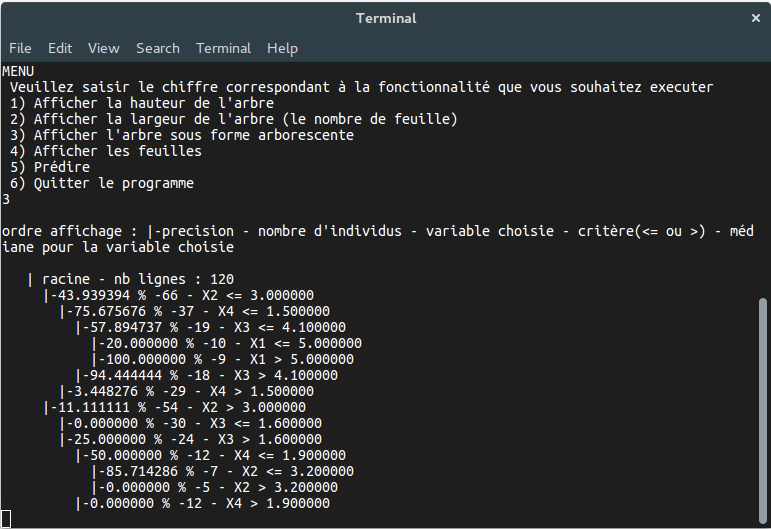 Terminal
×
File Edit View Search Terminal Help
MENU
Veuillez saisir le chiffre correspondant à la fonctionnalité que vous souhaitez executer
1) Afficher la hauteur de l'arbre
2) Afficher la largeur de l'arbre (le nombre de feuille)
3) Afficher l'arbre sous forme arborescente
4) Afficher les feuilles
5) Prédire
6) Quitter le programme
3
ordre affichage : |-precision - nombre d'individus - variable choisie - critère(<= ou >) - méd
iane pour la variable choisie
| racine - nb lignes : 120
|-43.939394 % -66 - X2 <= 3.000000
|-75.675676 % -37 - X4 <= 1.500000
|-57.894737 % -19 - X3 <= 4.100000
|-20.000000 % -10 - X1 <= 5.000000
|-100.000000 % -9 - X1 > 5.000000
|-94.444444 % -18 - X3 > 4.100000
|-3.448276 % -29 - X4 > 1.500000
|-11.111111 % -54 - X2 > 3.000000
|-0.000000 % -30 - X3 <= 1.600000
|-25.000000 % -24 - X3 > 1.600000
|-50.000000 % -12 - X4 <= 1.900000
|-85.714286 % -7 - X2 <= 3.200000
|-0.000000 % -5 - X2 > 3.200000
|-0.000000 % -12 - X4 > 1.900000